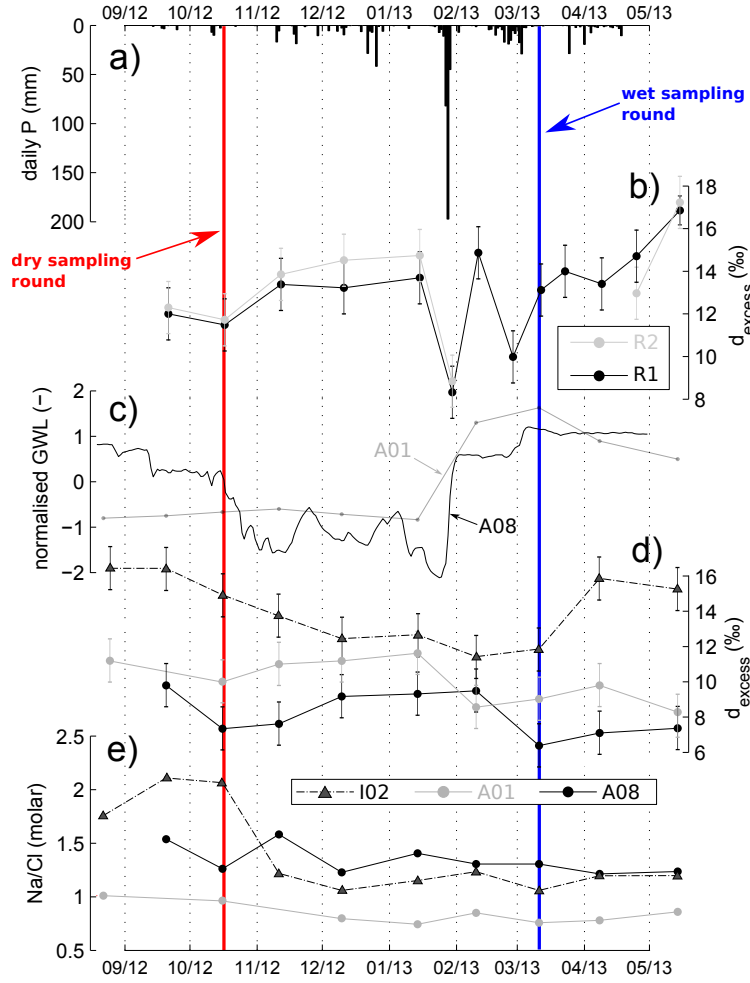 09/12 10/12 11/12 12/12 01/13 02/13 03/13 04/13 05/13
0
50
100
150
200
daily P (mm)
a)
wet sampling
round
dry sampling
round
b)
18
16
14
12
10
8
d_excess (‰)
R2
R1
c)
2
1
0
−1
−2
normalised GWL (−)
A01
A08
d)
16
14
12
10
8
6
d_excess (‰)
e)
2.5
2
1.5
1
0.5
Na/Cl (molar)
I02 A01 A08
09/12 10/12 11/12 12/12 01/13 02/13 03/13 04/13 05/13